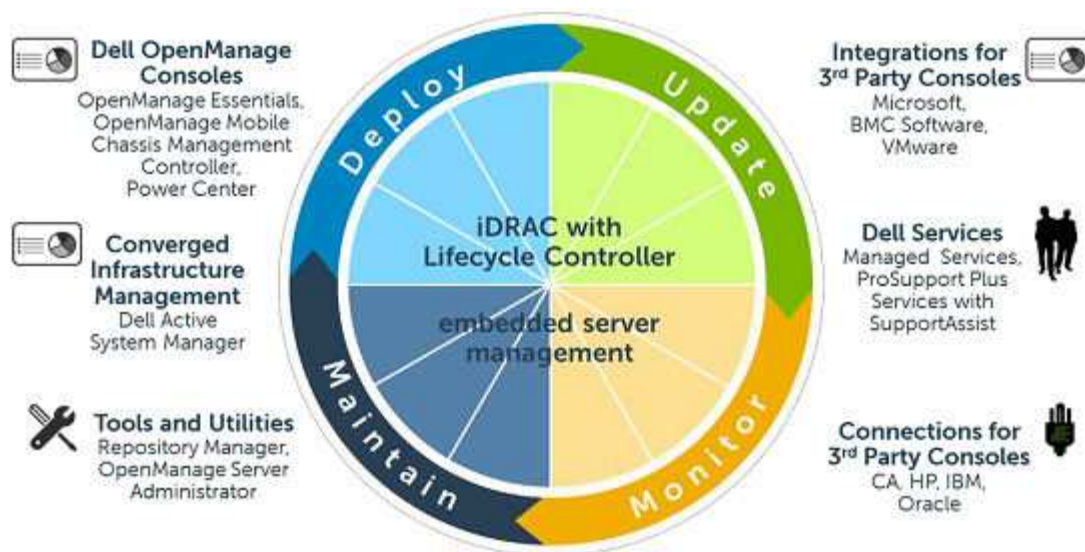 Dell OpenManage
Consoles
OpenManage Essentials,
OpenManage Mobile
Chassis Management
Controller,
Power Center
Converged
Infrastructure
Management
Dell Active
System Manager
Tools and Utilities
Repository Manager,
OpenManage Server
Administrator
Deploy
Update
Maintain
Monitor
iDRAC with
Lifecycle Controller
embedded server
management
Integrations for
3rd Party Consoles
Microsoft,
BMC Software,
VMware
Dell Services
Managed Services,
ProSupport Plus
Services with
SupportAssist
Connections for
3rd Party Consoles
CA, HP, IBM,
Oracle